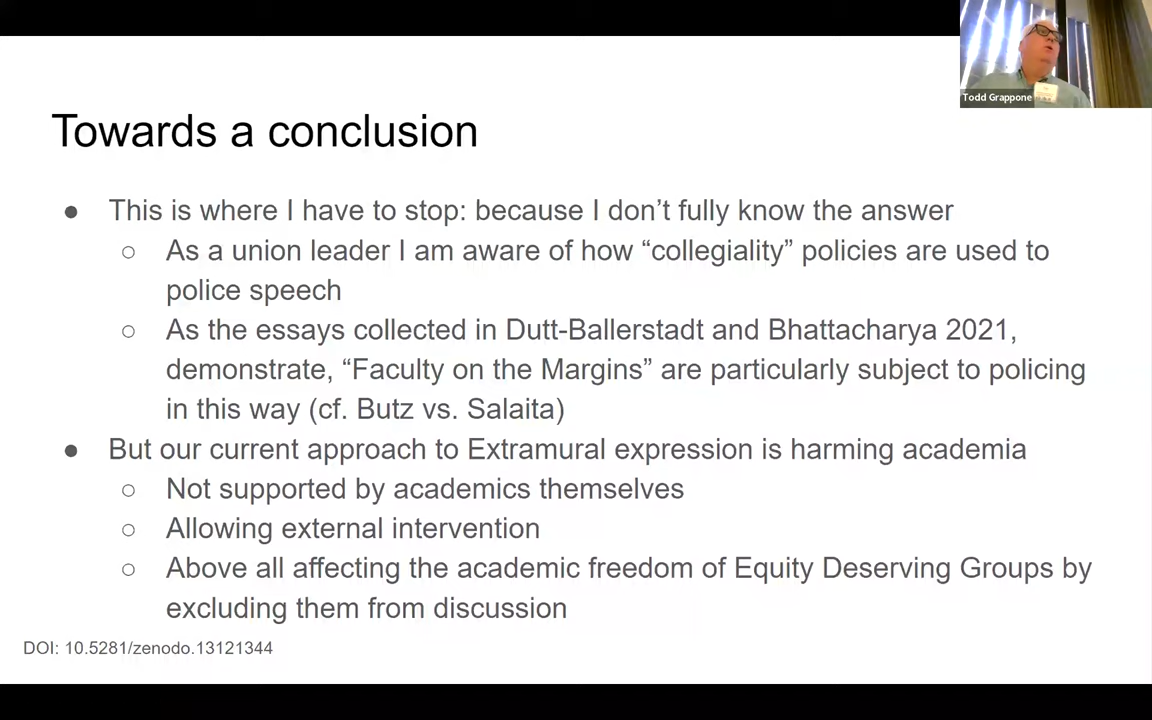 Todd Grappone
Towards a conclusion
● This is where I have to stop: because I don’t fully know the answer
○ As a union leader I am aware of how “collegiality” policies are used to
police speech
○ As the essays collected in Dutt-Ballerstadt and Bhattacharya 2021,
demonstrate, “Faculty on the Margins” are particularly subject to policing
in this way (cf. Butz vs. Salaita)
● But our current approach to Extramural expression is harming academia
○ Not supported by academics themselves
○ Allowing external intervention
○ Above all affecting the academic freedom of Equity Deserving Groups by
excluding them from discussion
DOI: 10.5281/zenodo.13121344